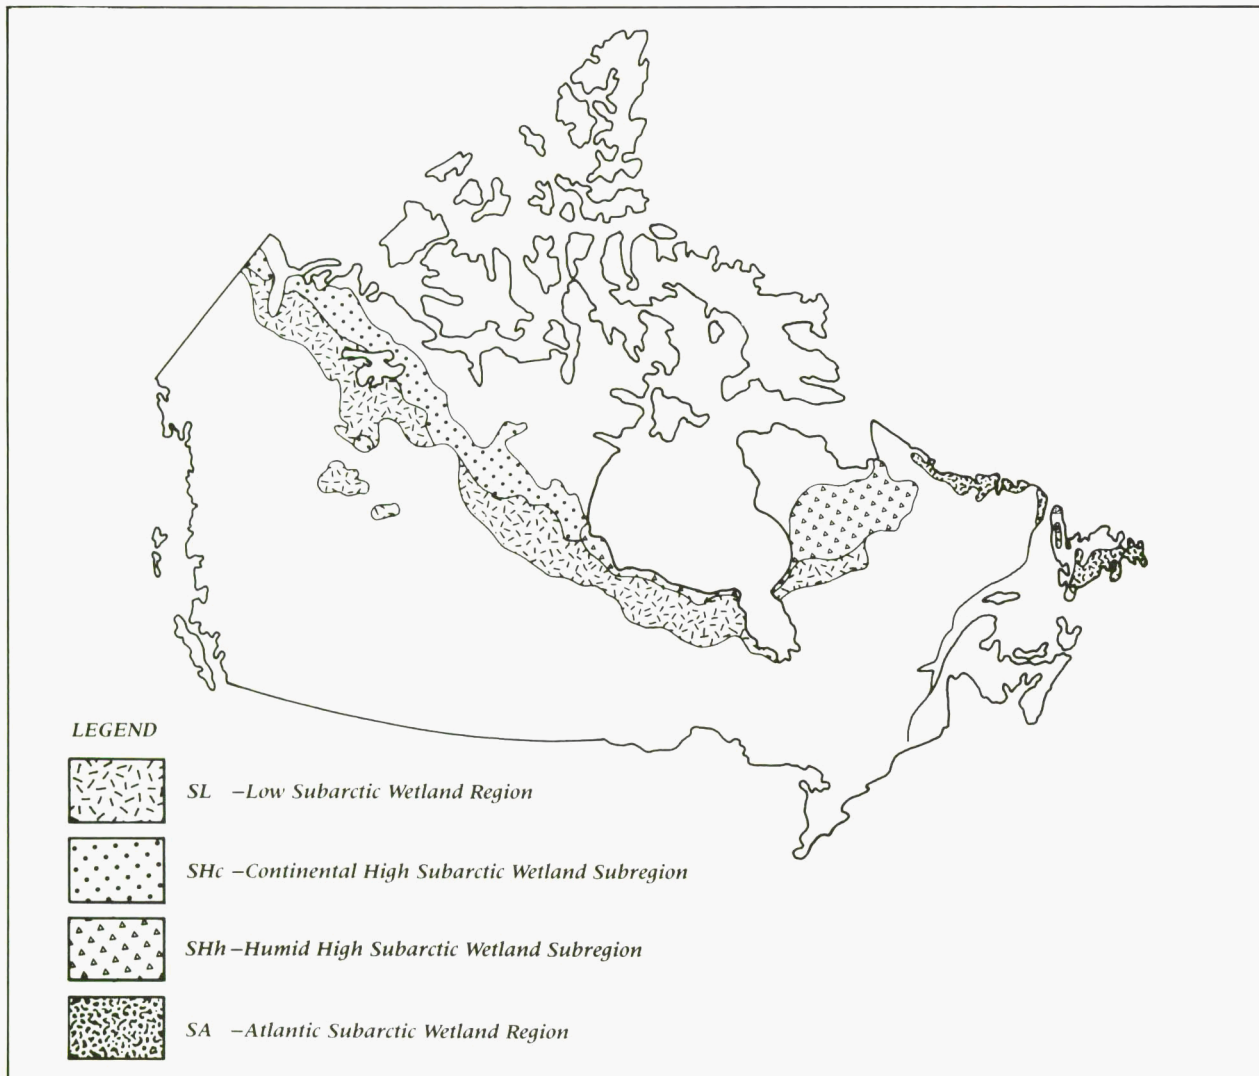 LEGEND
SL –Low Subarctic Wetland Region
SHc –Continental High Subarctic Wetland Subregion
SHh –Humid High Subarctic Wetland Subregion
SA –Atlantic Subarctic Wetland Region